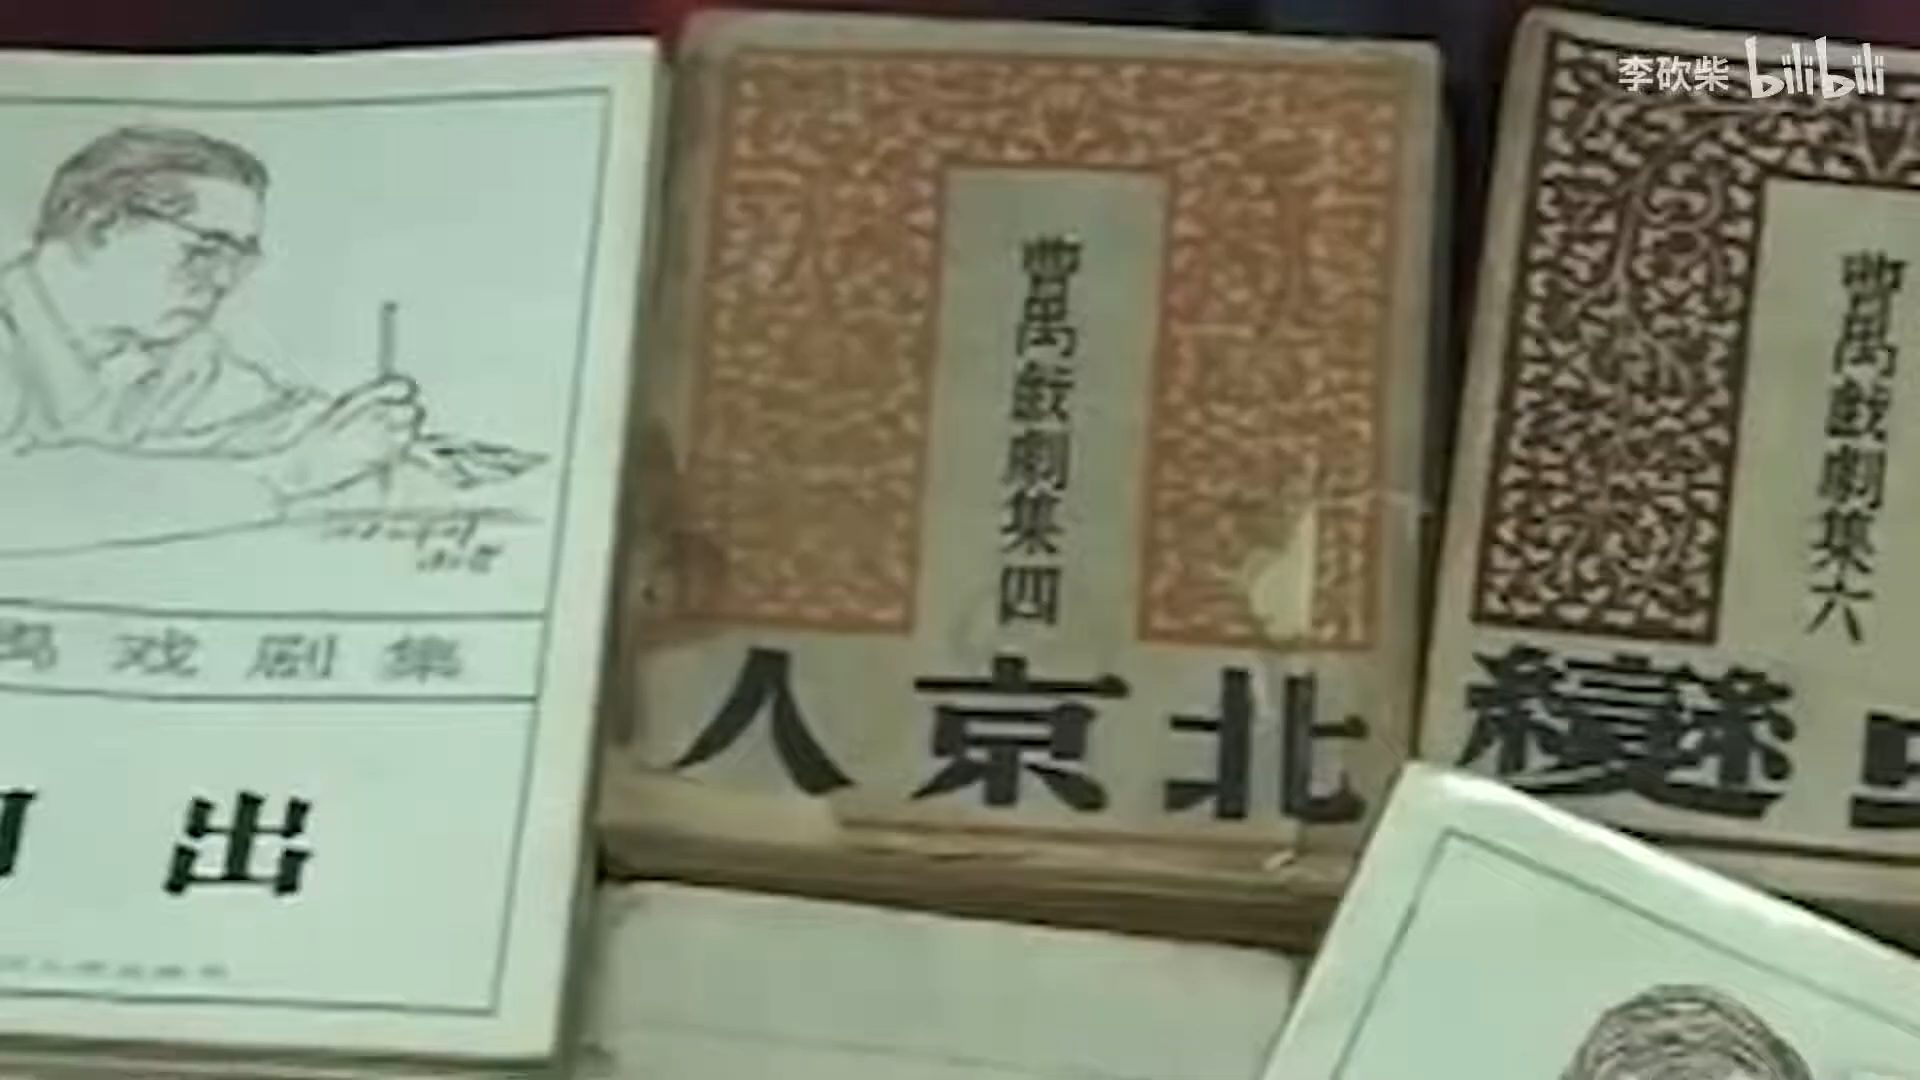 李砍柴 bilibili
戏剧集
出
曹禺戲劇集四
人京北
曹禺戲劇集六
變